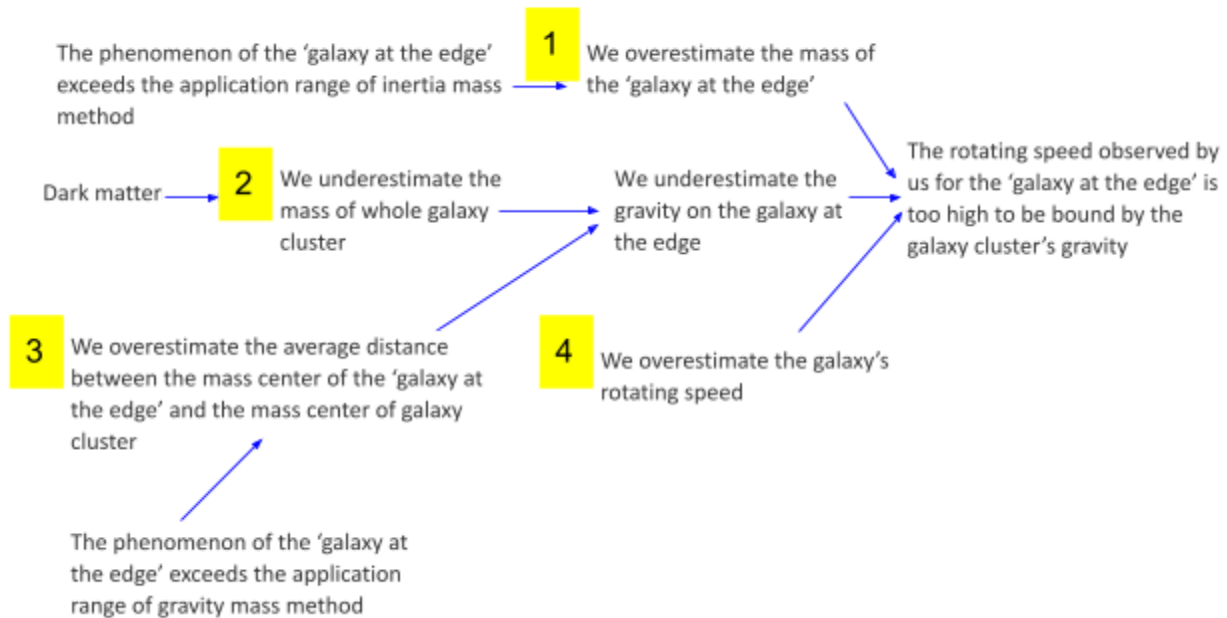 The phenomenon of the ‘galaxy at the edge’
exceeds the application range of inertia mass
method
1
We overestimate the mass of
the ‘galaxy at the edge’
Dark matter
2
We underestimate the
mass of whole galaxy
cluster
We underestimate the
gravity on the galaxy at
the edge
The rotating speed observed by
us for the ‘galaxy at the edge’ is
too high to be bound by the
galaxy cluster’s gravity
3
We overestimate the average distance
between the mass center of the ‘galaxy at
the edge’ and the mass center of galaxy
cluster
4
We overestimate the galaxy’s
rotating speed
The phenomenon of the ‘galaxy at
the edge’ exceeds the application
range of gravity mass method